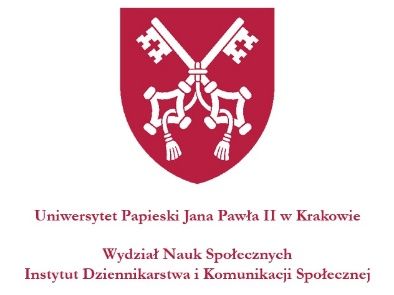 Uniwersytet Papieski Jana Pawła II w Krakowie
Wydział Nauk Społecznych
Instytut Dziennikarstwa i Komunikacji Społecznej